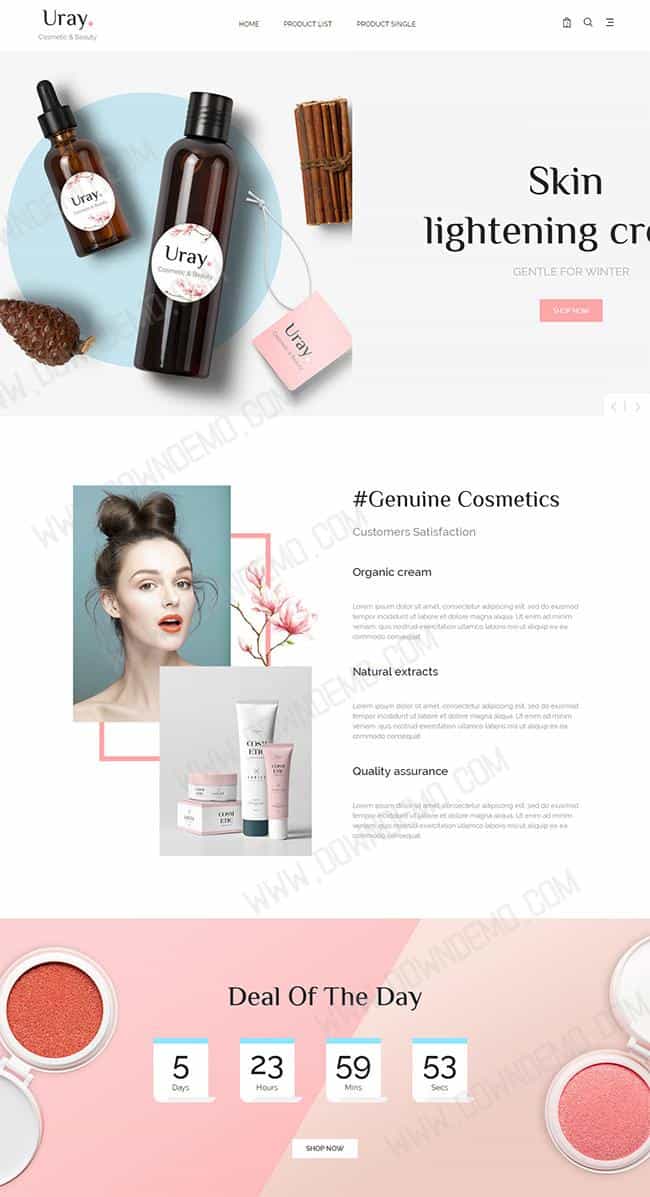 Uray.
Cosmetic & Beauty
HOME PRODUCT LIST PRODUCT SINGLE
Uray.
Cosmetic & Beauty
Uray.
Cosmetic & Beauty
Uray.
Skin
lightening cre
GENTLE FOR WINTER
SHOP NOW
WWW.DOWNDEMO.COM
#Genuine Cosmetics
Customers Satisfaction
Organic cream
Lorem ipsum dolor sit amet, consectetur adipisicing elit, sed do eiusmod
tempor incididunt ut labore et dolore magna aliqua. Ut enim ad minim
veniam, quis nostrud exercitation ullamco laboris nisi ut aliquip ex ea
commodo consequat.
Natural extracts
Lorem ipsum dolor sit amet, consectetur adipisicing elit, sed do eiusmod
tempor incididunt ut labore et dolore magna aliqua. Ut enim ad minim
veniam, quis nostrud exercitation ullamco laboris nisi ut aliquip ex ea
commodo consequat.
Quality assurance
Lorem ipsum dolor sit amet, consectetur adipisicing elit, sed do eiusmod
tempor incididunt ut labore et dolore magna aliqua. Ut enim ad minim
veniam, quis nostrud exercitation ullamco laboris nisi ut aliquip ex ea
commodo consequat.
COSM
ETIC
COSM
ETIC
COSM
ETIC
WWW.DOWNDEMO.COM
WWW.DOWNDEMO.COM
Deal Of The Day
5 23 59 53
Days Hours Mins Secs
SHOP NOW
WWW.DOWNDEMO.COM